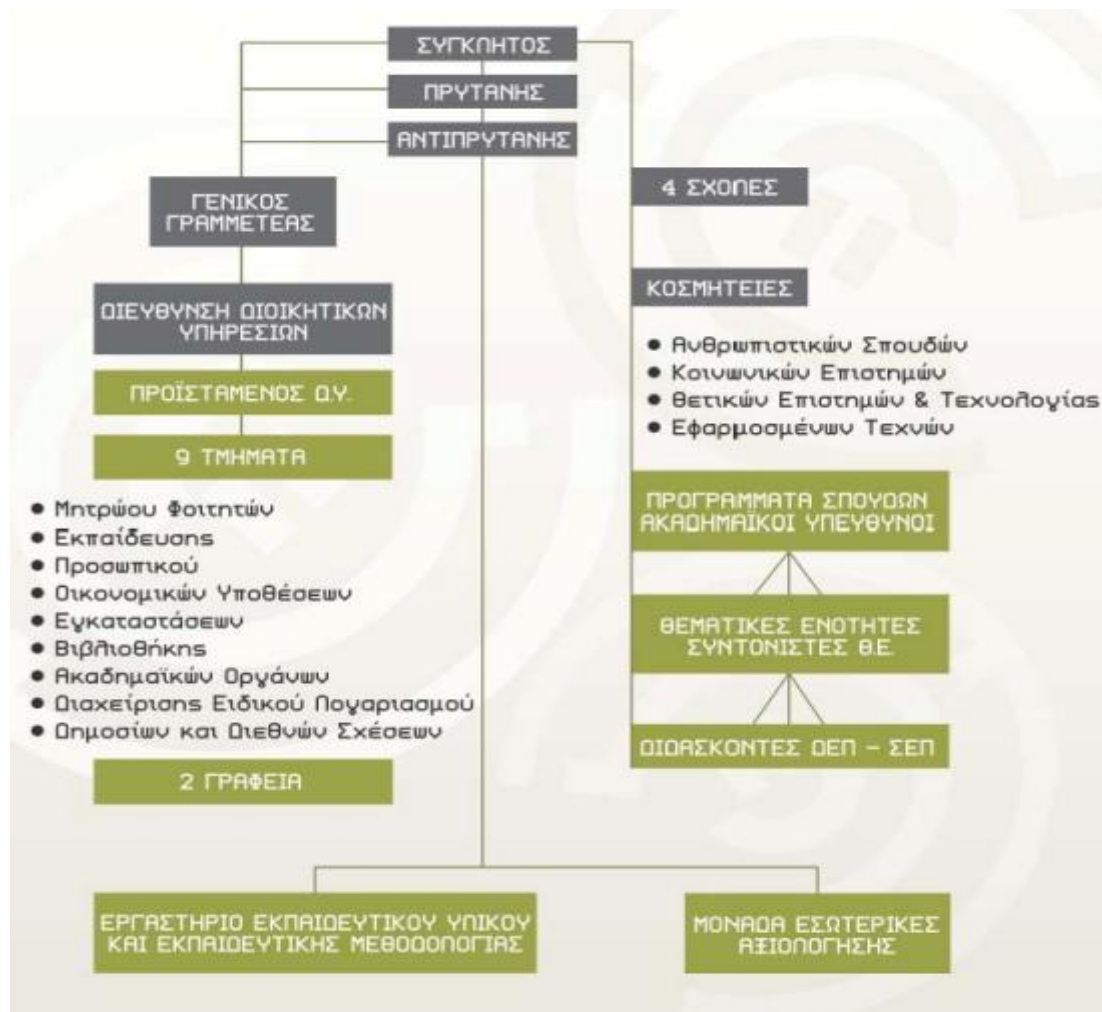 ΣΥΓΚΛΗΤΟΣ
ΠΡΥΤΑΝΗΣ
ΑΝΤΙΠΡΥΤΑΝΗΣ
ΓΕΝΙΚΟΣ
ΓΡΑΜΜΕΤΕΑΣ
ΔΙΕΥΘΥΝΣΗ ΔΙΟΙΚΗΤΙΚΩΝ
ΥΠΗΡΕΣΙΩΝ
ΠΡΟΪΣΤΑΜΕΝΟΣ Δ.Υ.
9 ΤΜΗΜΑΤΑ
● Μητρώου Φοιτητών
● Εκπαίδευσης
● Προσωπικού
● Οικονομικών Υποθέσεων
● Εγκαταστάσεων
● Βιβλιοθήκης
● Ακαδημαϊκών Οργάνων
● Διαχείρισης Ειδικού Λογαριασμού
● Δημοσίων και Διεθνών Σχέσεων
2 ΓΡΑΦΕΙΑ
4 ΣΧΟΛΕΣ
ΚΟΣΜΗΤΕΙΕΣ
● Ανθρωπιστικών Σπουδών
● Κοινωνικών Επιστημών
● Θετικών Επιστημών & Τεχνολογίας
● Εφαρμοσμένων Τεχνών
ΠΡΟΓΡΑΜΜΑΤΑ ΣΠΟΥΔΩΝ
ΑΚΑΔΗΜΑΪΚΟΙ ΥΠΕΥΘΥΝΟΙ
ΘΕΜΑΤΙΚΕΣ ΕΝΟΤΗΤΕΣ
ΣΥΝΤΟΝΙΣΤΕΣ Θ.Ε.
ΔΙΔΑΣΚΟΝΤΕΣ ΔΕΠ – ΣΕΠ
ΕΡΓΑΣΤΗΡΙΟ ΕΚΠΑΙΔΕΥΤΙΚΟΥ ΥΛΙΚΟΥ
ΚΑΙ ΕΚΠΑΙΔΕΥΤΙΚΗΣ ΜΕΘΟΔΟΛΟΓΙΑΣ
ΜΟΝΑΔΑ ΕΣΩΤΕΡΙΚΕΣ
ΑΞΙΟΛΟΓΗΣΗΣ